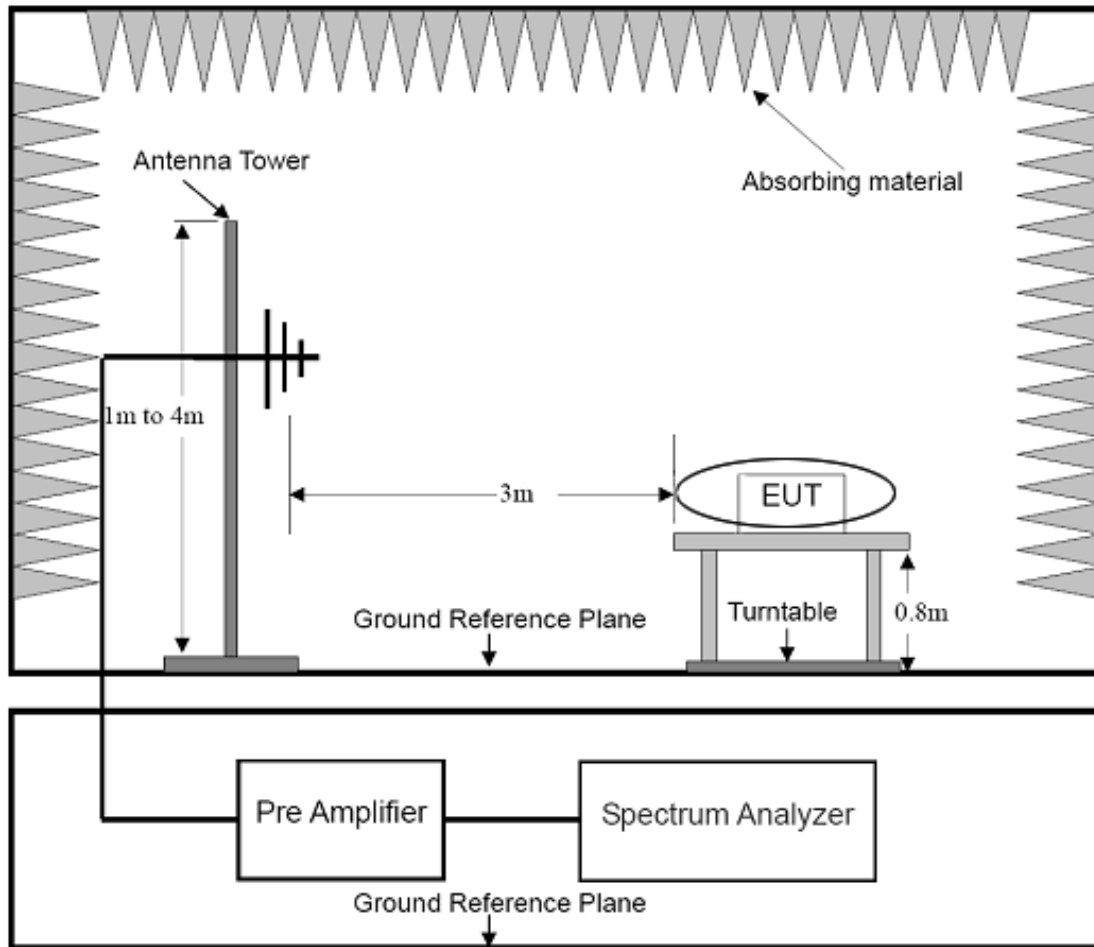 Antenna Tower
Absorbing material
1m to 4m
3m
EUT
Ground Reference Plane
Turntable
0.8m
Pre Amplifier
Spectrum Analyzer
Ground Reference Plane